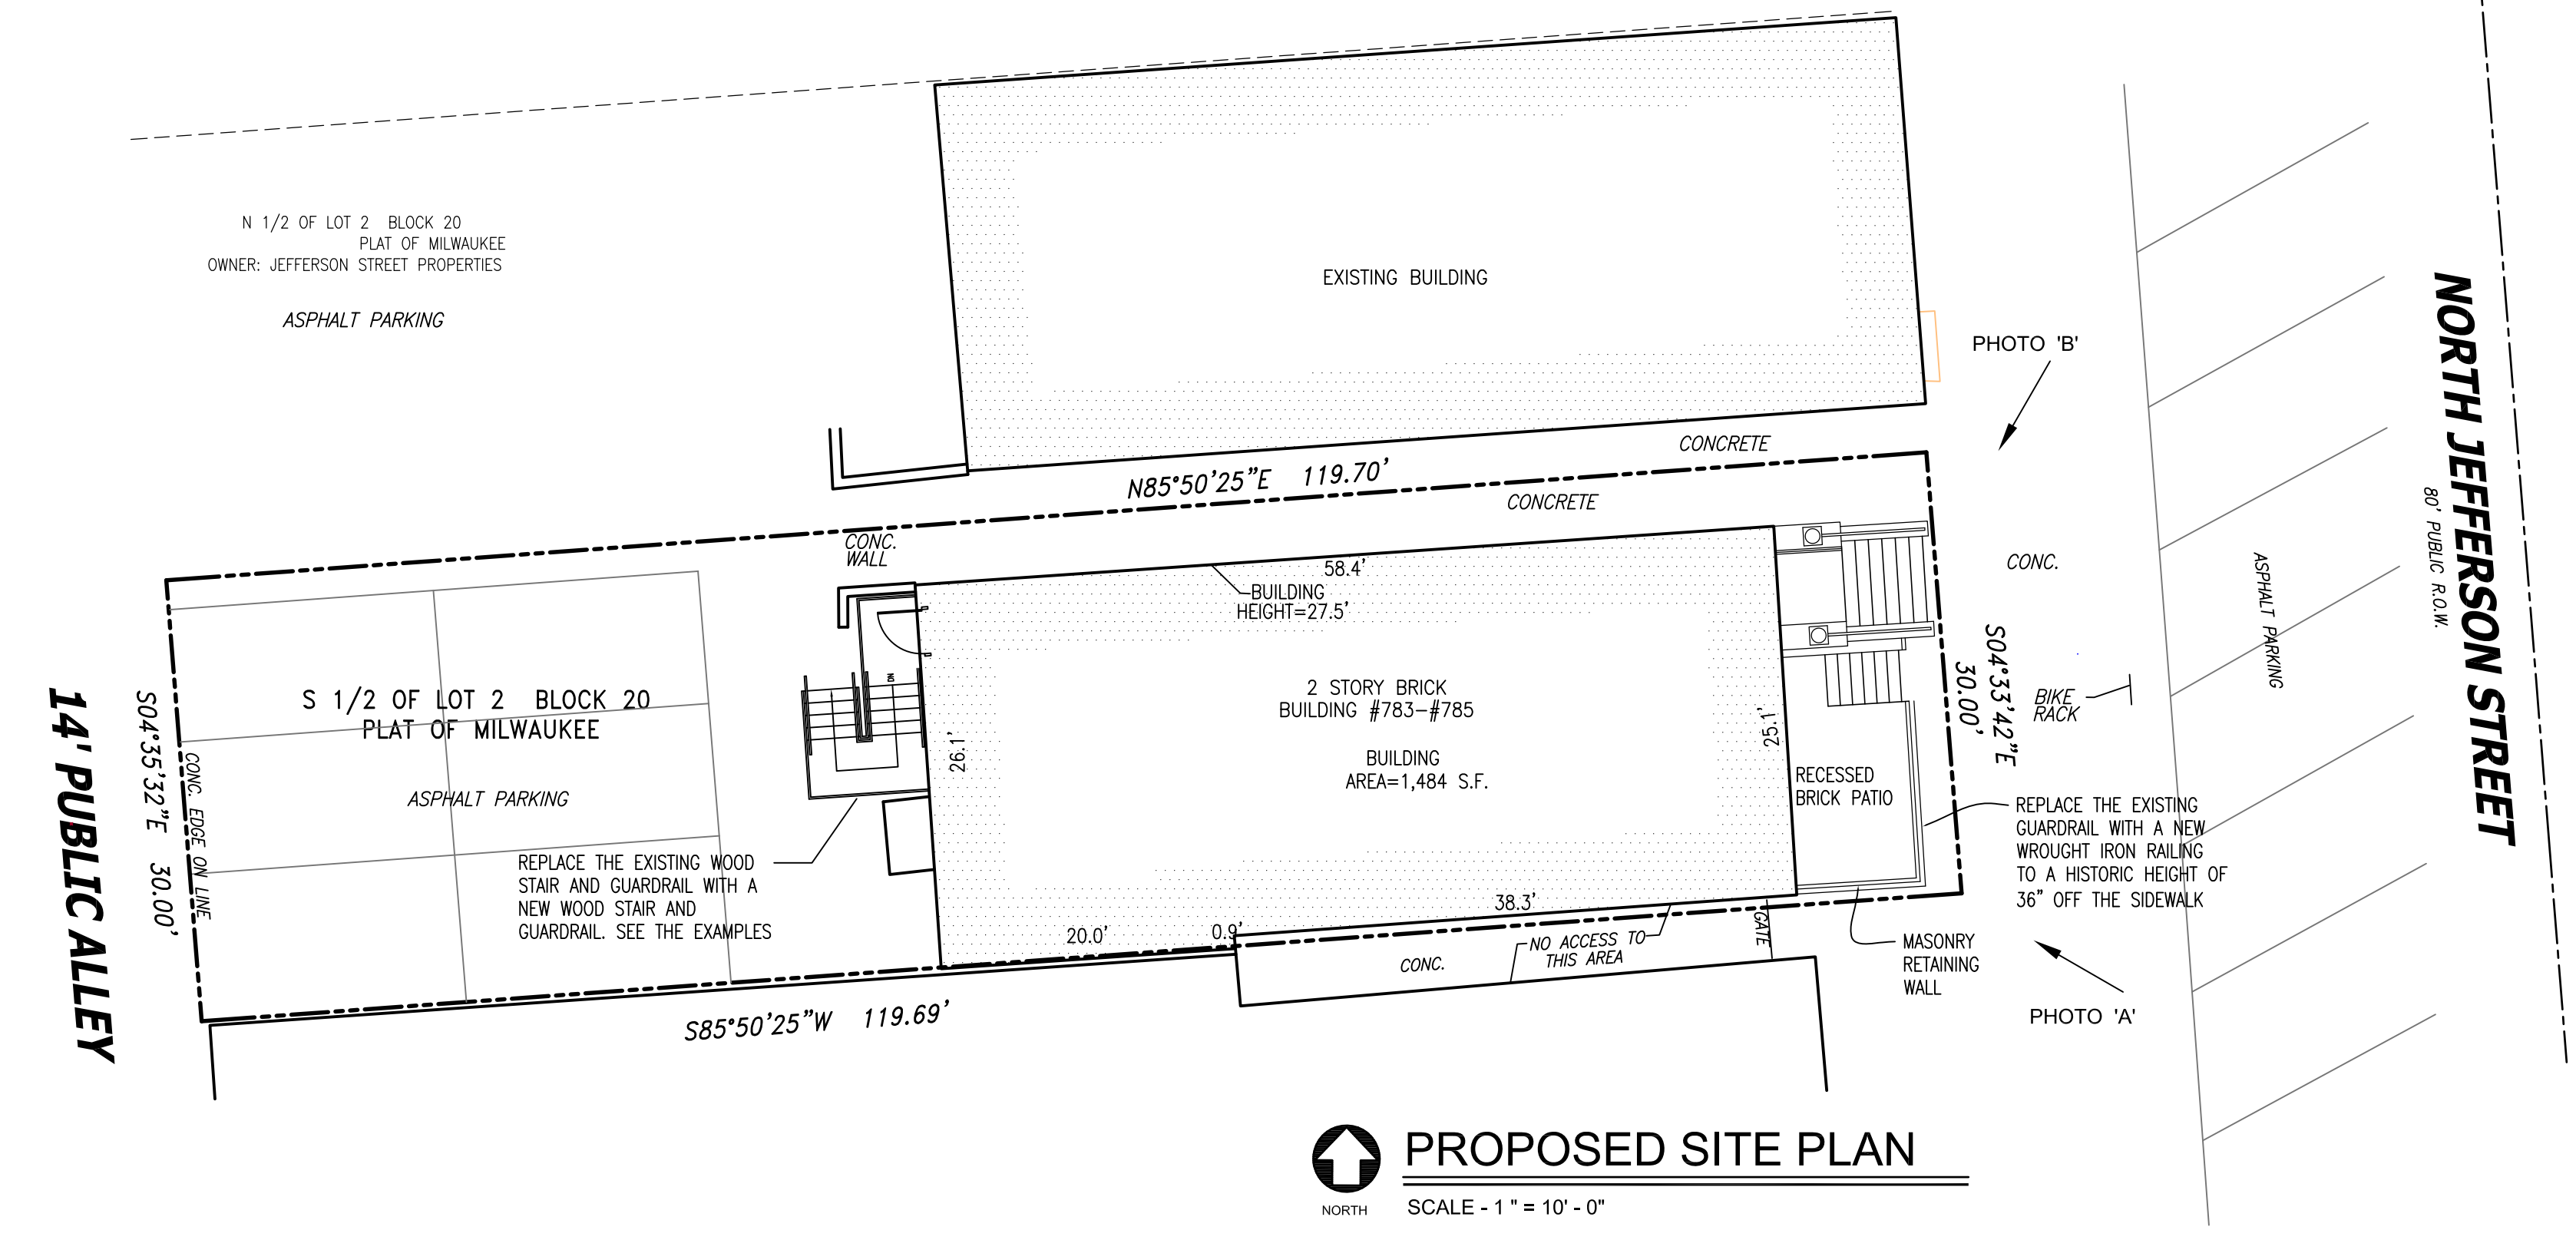 N 1/2 OF LOT 2 BLOCK 20
PLAT OF MILWAUKEE
OWNER: JEFFERSON STREET PROPERTIES
ASPHALT PARKING
EXISTING BUILDING
PHOTO 'B'
NORTH JEFFERSON STREET
80' PUBLIC R.O.W.
CONCRETE
N85°50'25"E 119.70'
CONCRETE
CONC.
WALL
58.4'
BUILDING
HEIGHT=27.5'
CONC.
ASPHALT PARKING
S04°33'42"E
30.00'
BIKE
RACK
14' PUBLIC ALLEY
S04°35'32"E 30.00'
CONC. EDGE ON LINE
S 1/2 OF LOT 2 BLOCK 20
PLAT OF MILWAUKEE
ASPHALT PARKING
DN
26.1'
2 STORY BRICK
BUILDING #783-#785
BUILDING
AREA=1,484 S.F.
25.1'
RECESSED
BRICK PATIO
REPLACE THE EXISTING
GUARDRAIL WITH A NEW
WROUGHT IRON RAILING
TO A HISTORIC HEIGHT OF
36" OFF THE SIDEWALK
REPLACE THE EXISTING WOOD
STAIR AND GUARDRAIL WITH A
NEW WOOD STAIR AND
GUARDRAIL. SEE THE EXAMPLES
20.0'
0.9'
38.3'
NO ACCESS TO
THIS AREA
CONC.
GATE
MASONRY
RETAINING
WALL
PHOTO 'A'
S85°50'25"W 119.69'
PROPOSED SITE PLAN
NORTH
SCALE - 1 " = 10' - 0"